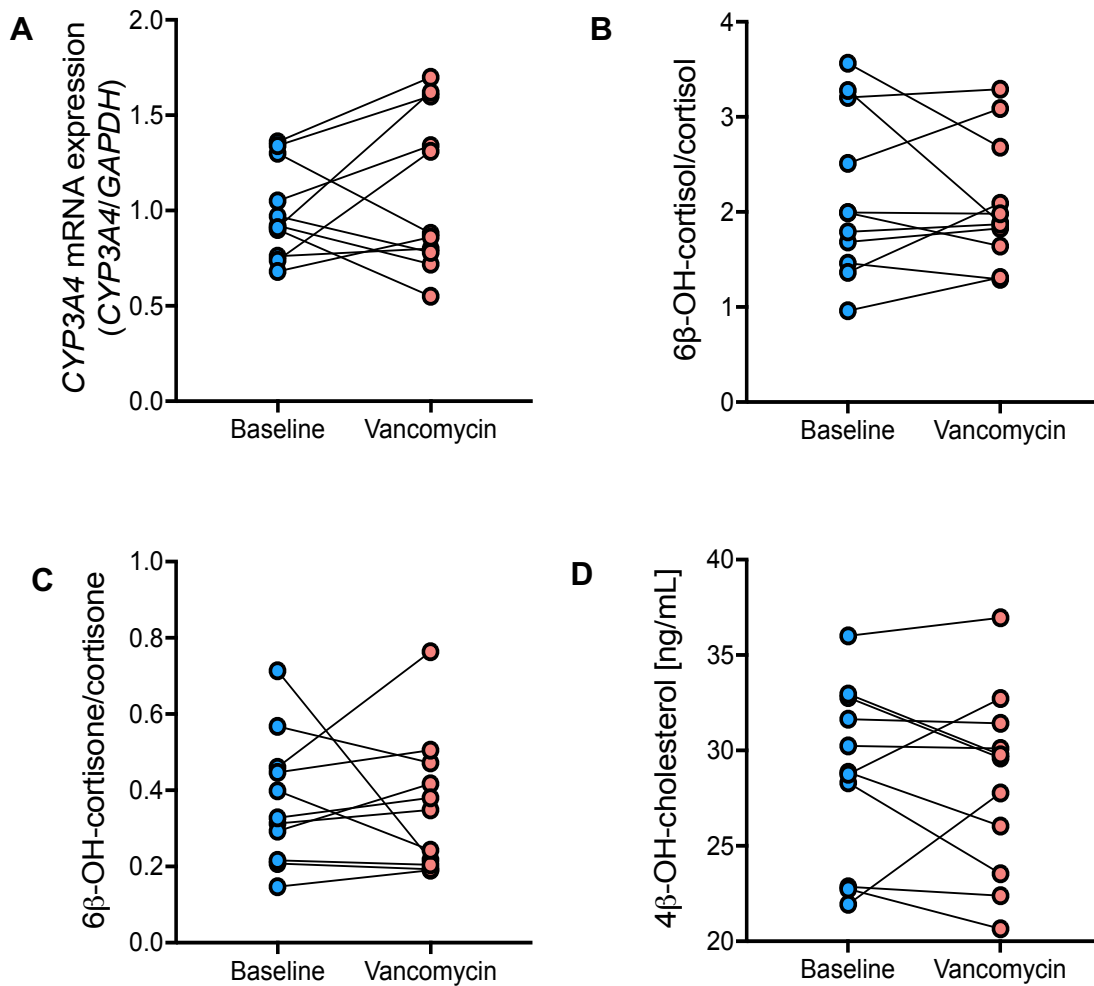 A
CYP3A4 mRNA expression
(CYP3A4/GAPDH)
2.0
1.5
1.0
0.5
0.0
Baseline Vancomycin
B
6β-OH-cortisol/cortisol
4
3
2
1
0
Baseline Vancomycin
C
6β-OH-cortisone/cortisone
1.0
0.8
0.6
0.4
0.2
0.0
Baseline Vancomycin
D
4β-OH-cholesterol [ng/mL]
40
35
30
25
20
Baseline Vancomycin